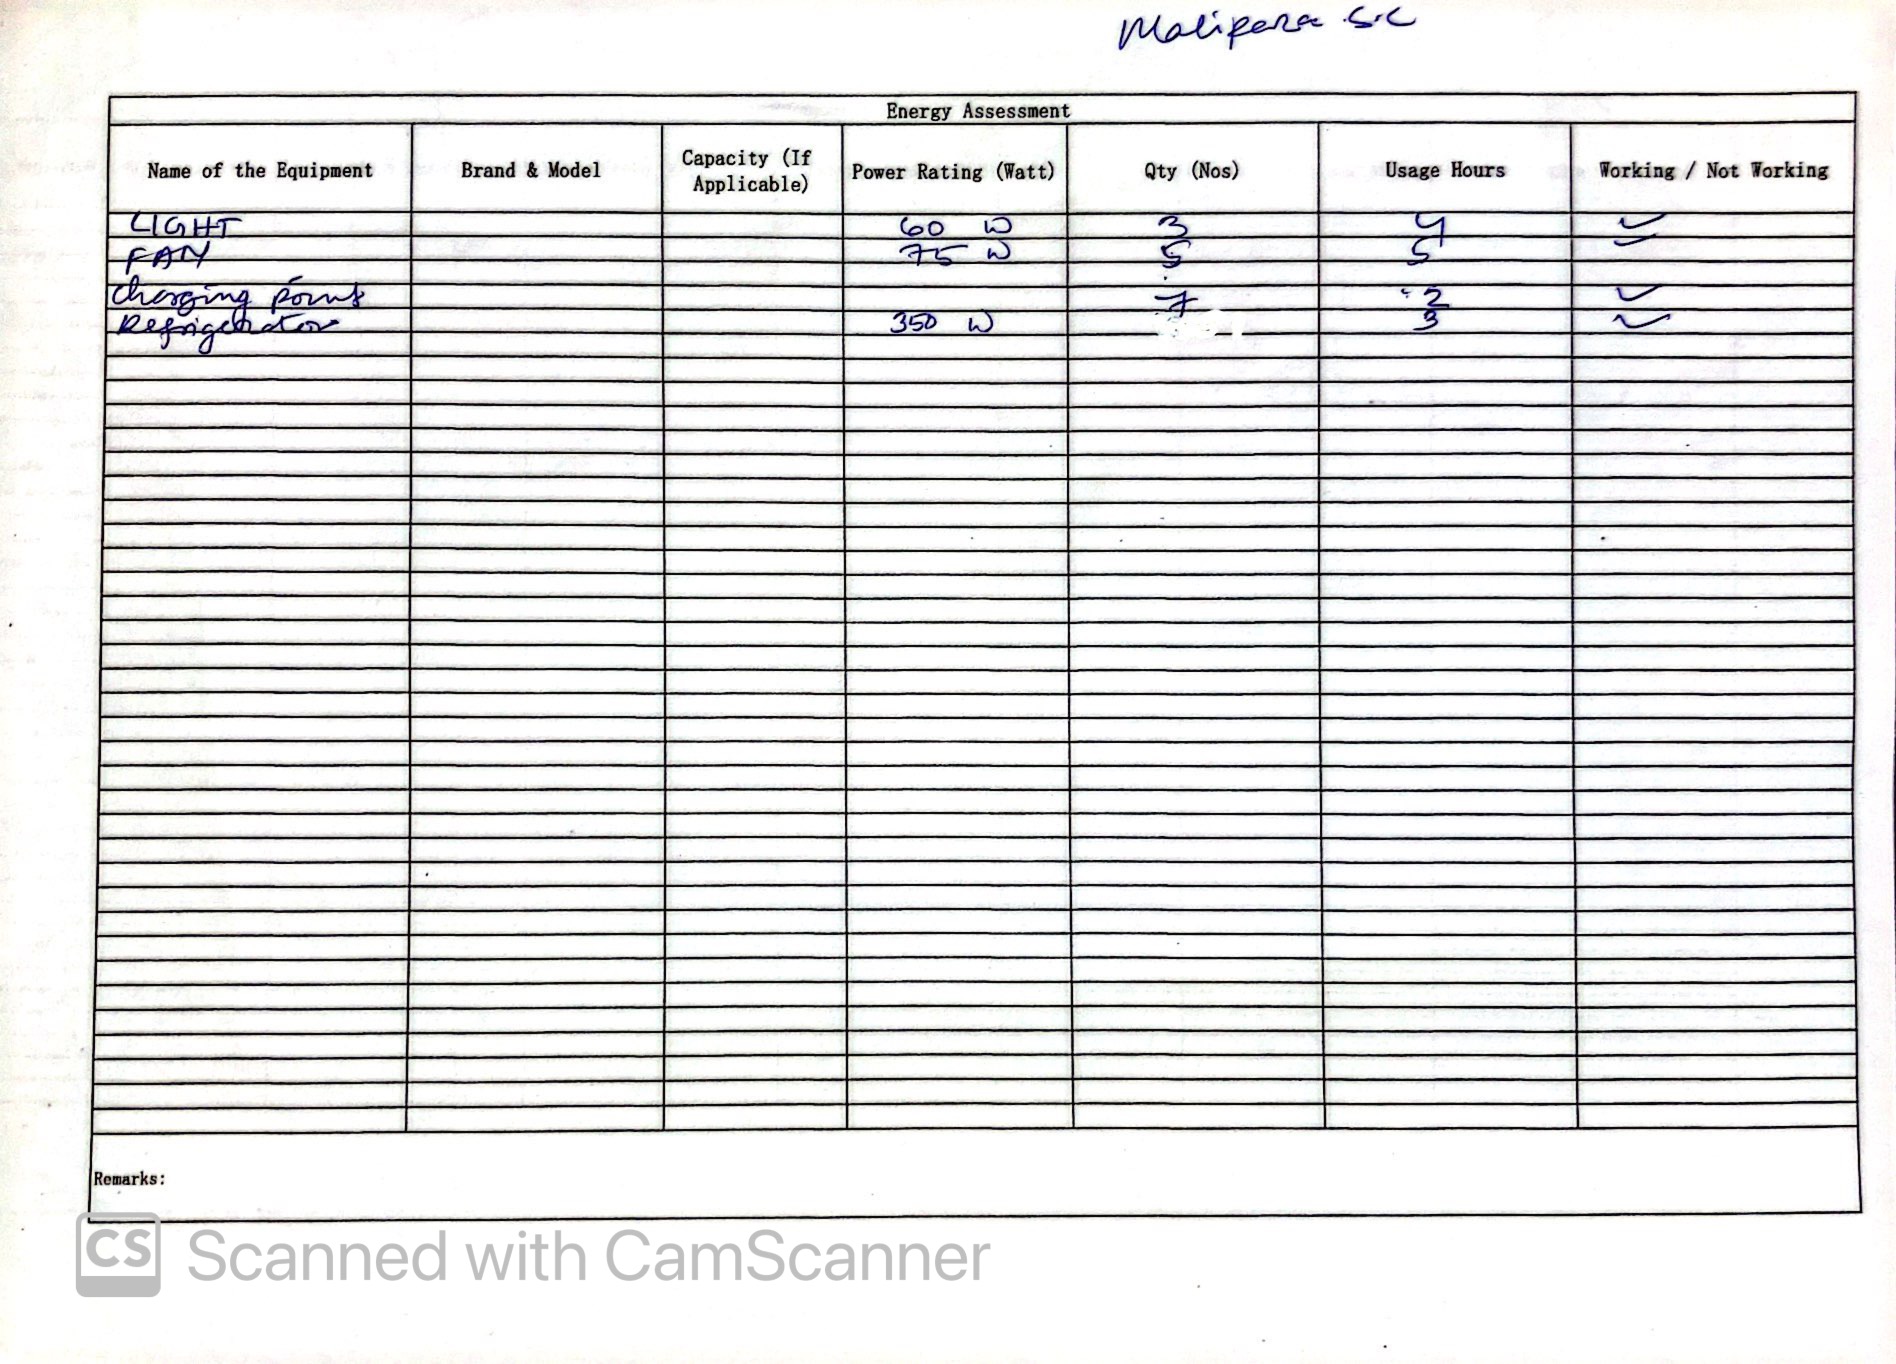 Malipara S.C
Energy Assessment
Name of the Equipment Brand & Model Capacity (If Applicable) Power Rating (Watt) Qty (Nos) Usage Hours Working / Not Working
LIGHT 60 W 3 4 ✓
FAN 75 W 5 5 ✓
Charging point 7 2 ✓
Refrigerator 350 W 3 ✓
Remarks:
CS Scanned with CamScanner